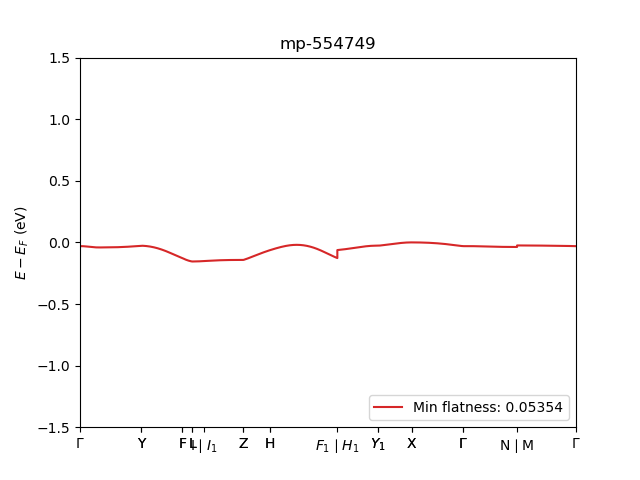 mp-554749
1.5
1.0
0.5
0.0
−0.5
−1.0
−1.5
E − E_F (eV)
Min flatness: 0.05354
Γ Y F L | I₁ Z H F₁ | H₁ Y₁ X Γ N | M Γ